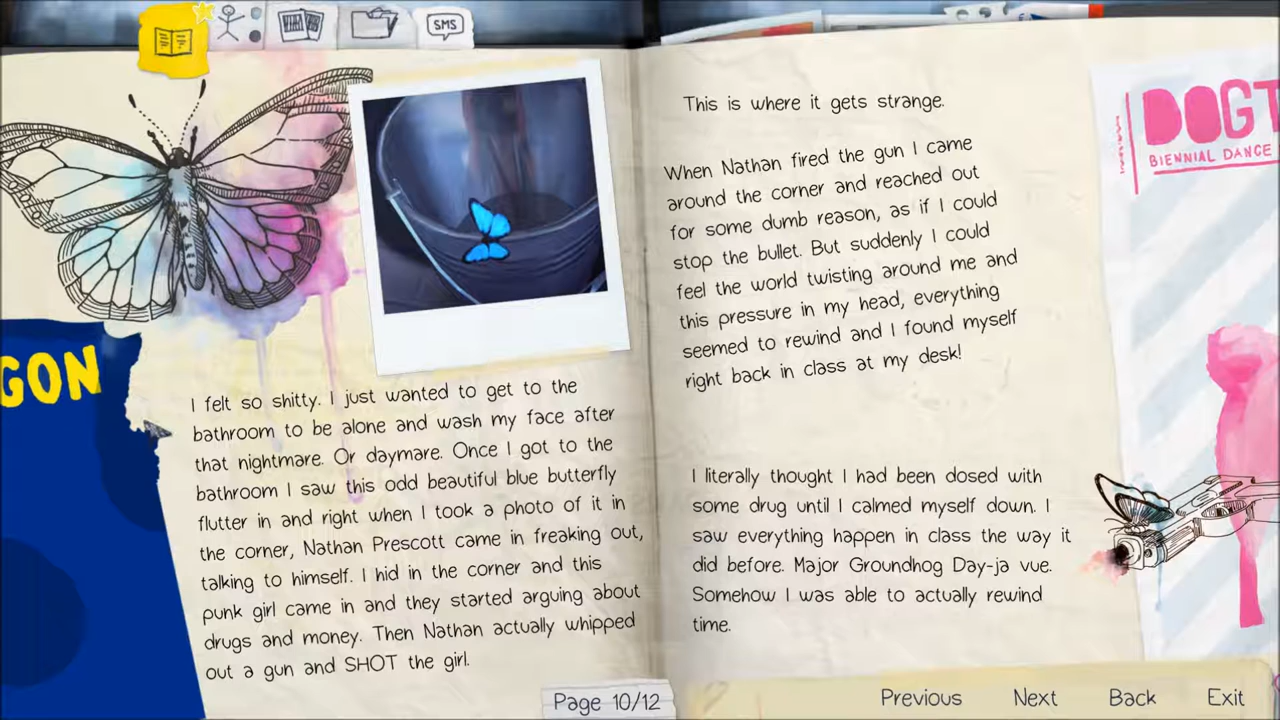 SMS
GON
I felt so shitty. I just wanted to get to the
bathroom to be alone and wash my face after
that nightmare. Or daymare. Once I got to the
bathroom I saw this odd beautiful blue butterfly
flutter in and right when I took a photo of it in
the corner, Nathan Prescott came in freaking out,
talking to himself. I hid in the corner and this
punk girl came in and they started arguing about
drugs and money. Then Nathan actually whipped
out a gun and SHOT the girl.
This is where it gets strange.
When Nathan fired the gun I came
around the corner and reached out
for some dumb reason, as if I could
stop the bullet. But suddenly I could
feel the world twisting around me and
this pressure in my head, everything
seemed to rewind and I found myself
right back in class at my desk!
I literally thought I had been dosed with
some drug until I calmed myself down. I
saw everything happen in class the way it
did before. Major Groundhog Day-ja vue.
Somehow I was able to actually rewind
time.
DOGT
BIENNIAL DANCE
Page 10/12
Previous Next Back Exit